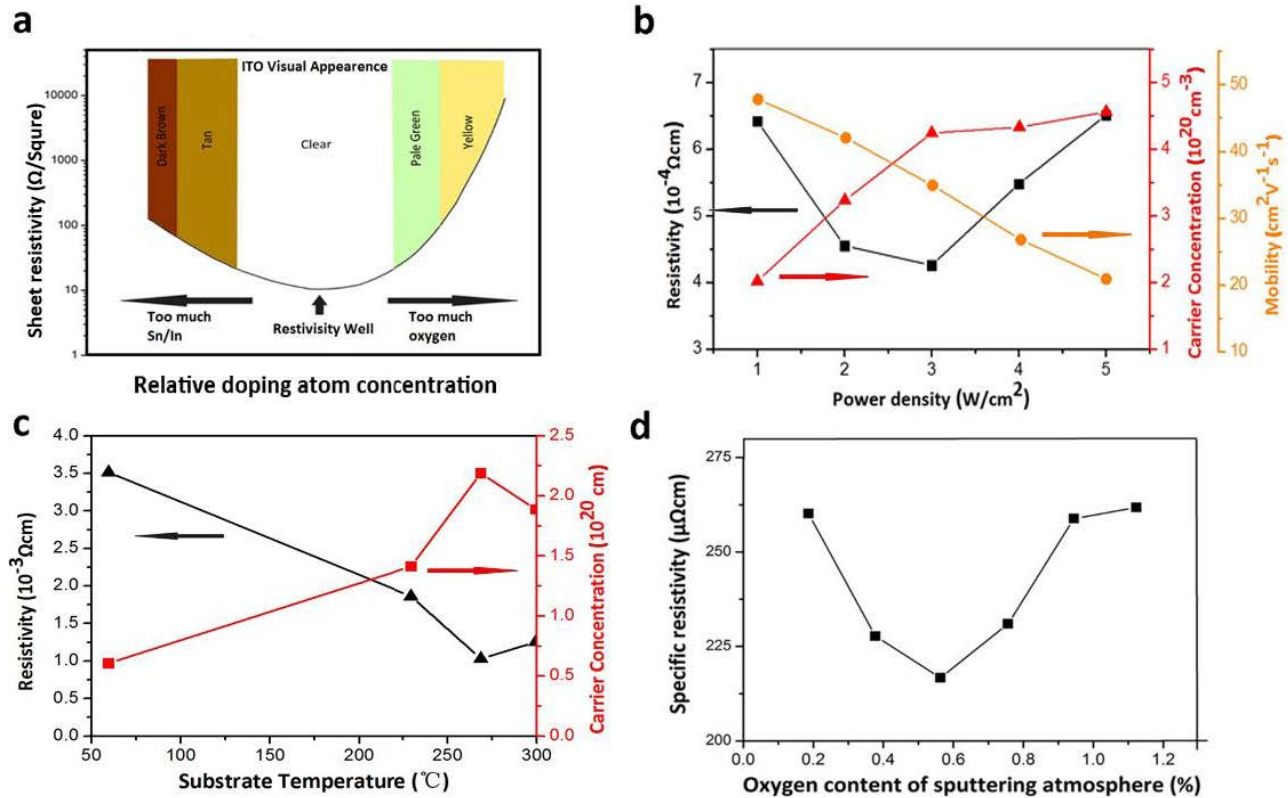 a
ITO Visual Appearence
Sheet resistivity (Ω/Squre)
10000
1000
100
10
1
Dark Brown
Tan
Clear
Pale Green
Yellow
Too much
Sn/In
Restivisity Well
Too much
oxygen
Relative doping atom concentration
b
Resistivity (10⁻⁴Ωcm)
7
6
5
4
3
1 2 3 4 5
Power density (W/cm²)
5
4
3
2
1
Carrier Concentration (10²⁰ cm⁻³)
50
40
30
20
10
Mobility (cm²V⁻¹s⁻¹)
c
Resistivity (10⁻³Ωcm)
4.0
3.5
3.0
2.5
2.0
1.5
1.0
0.5
0.0
50 100 150 200 250 300
Substrate Temperature (℃)
2.5
2.0
1.5
1.0
0.5
0.0
Carrier Concentration (10²⁰ cm)
d
Specific resistivity (μΩcm)
275
250
225
200
0.0 0.2 0.4 0.6 0.8 1.0 1.2
Oxygen content of sputtering atmosphere (%)